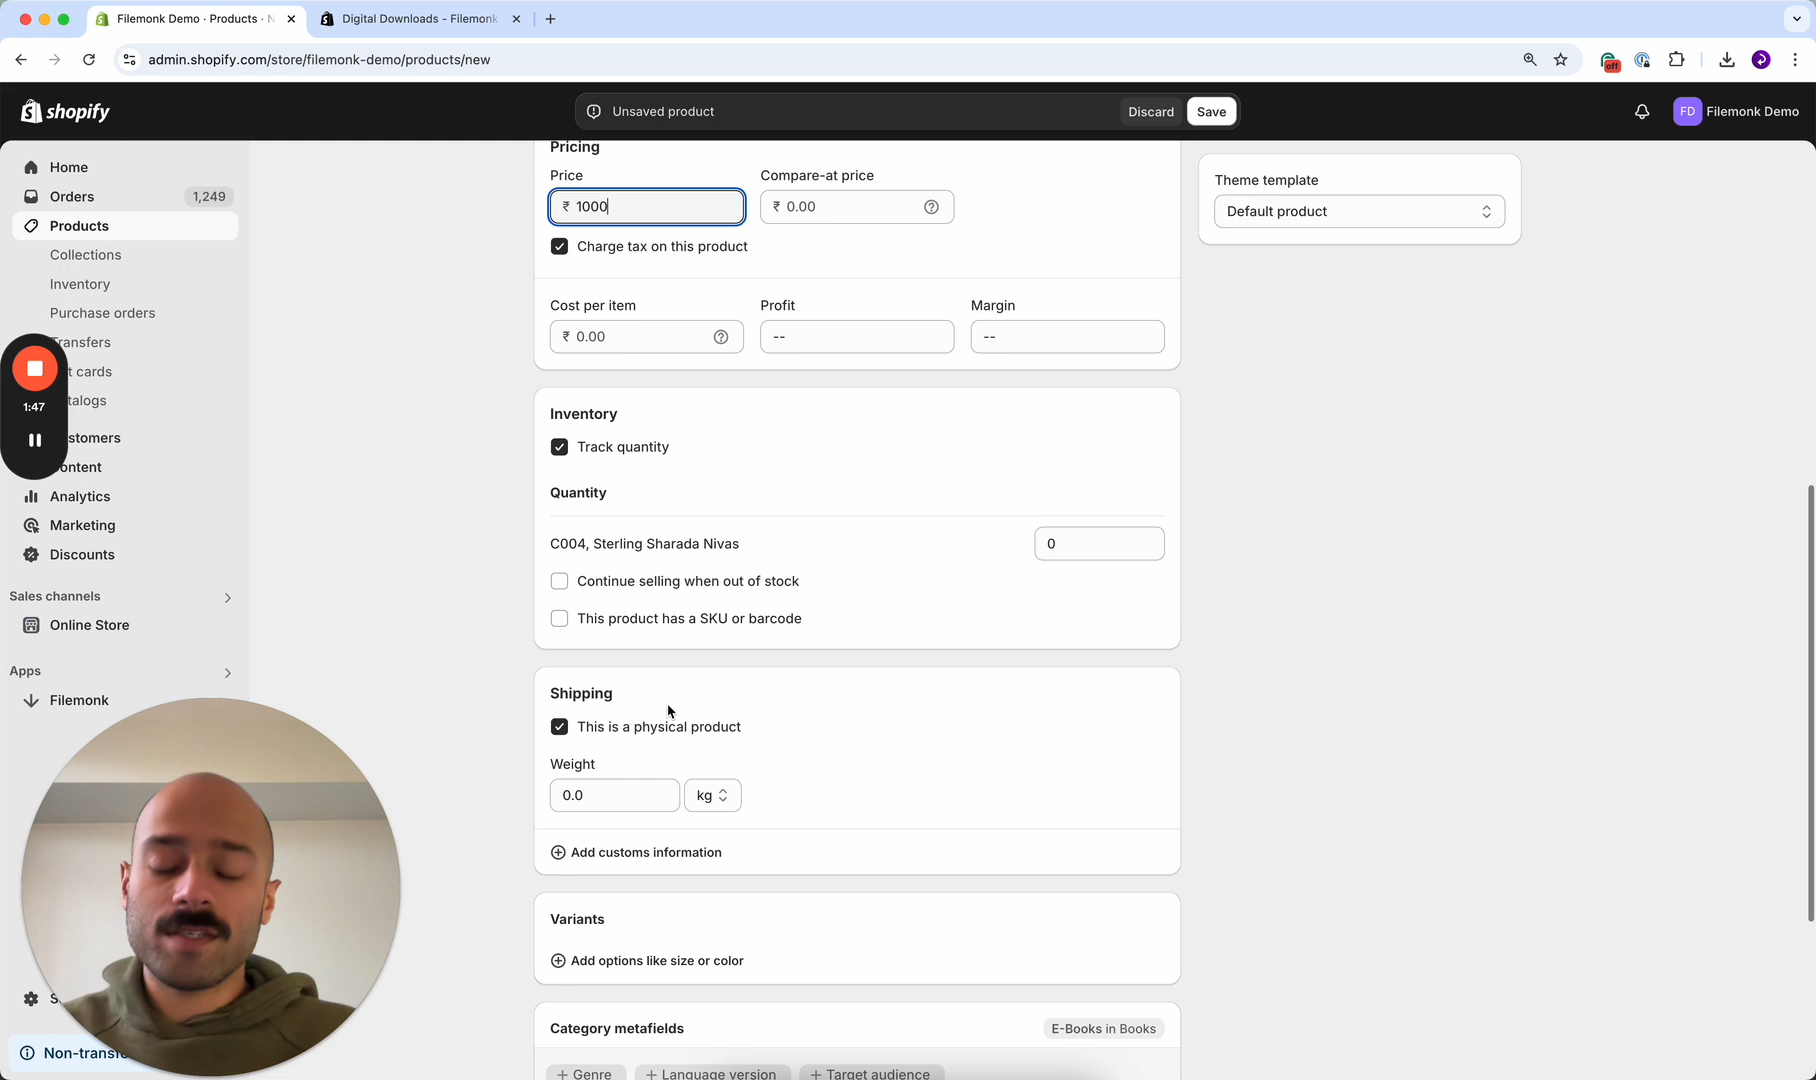 Filemonk Demo · Products · N
Digital Downloads - Filemonk
admin.shopify.com/store/filemonk-demo/products/new
off
shopify
Unsaved product
Discard
Save
FD
Filemonk Demo
Home
Orders
1,249
Products
Collections
Inventory
Purchase orders
Transfers
t cards
talogs
stomers
ontent
Analytics
Marketing
Discounts
Sales channels
Online Store
Apps
Filemonk
S
Non-transfe
1:47
Pricing
Price
Compare-at price
₹ 1000
₹ 0.00
Charge tax on this product
Cost per item
Profit
Margin
₹ 0.00
--
--
Inventory
Track quantity
Quantity
C004, Sterling Sharada Nivas
0
Continue selling when out of stock
This product has a SKU or barcode
Shipping
This is a physical product
Weight
0.0
kg
Add customs information
Variants
Add options like size or color
Category metafields
E-Books in Books
+ Genre
+ Language version
+ Target audience
Theme template
Default product